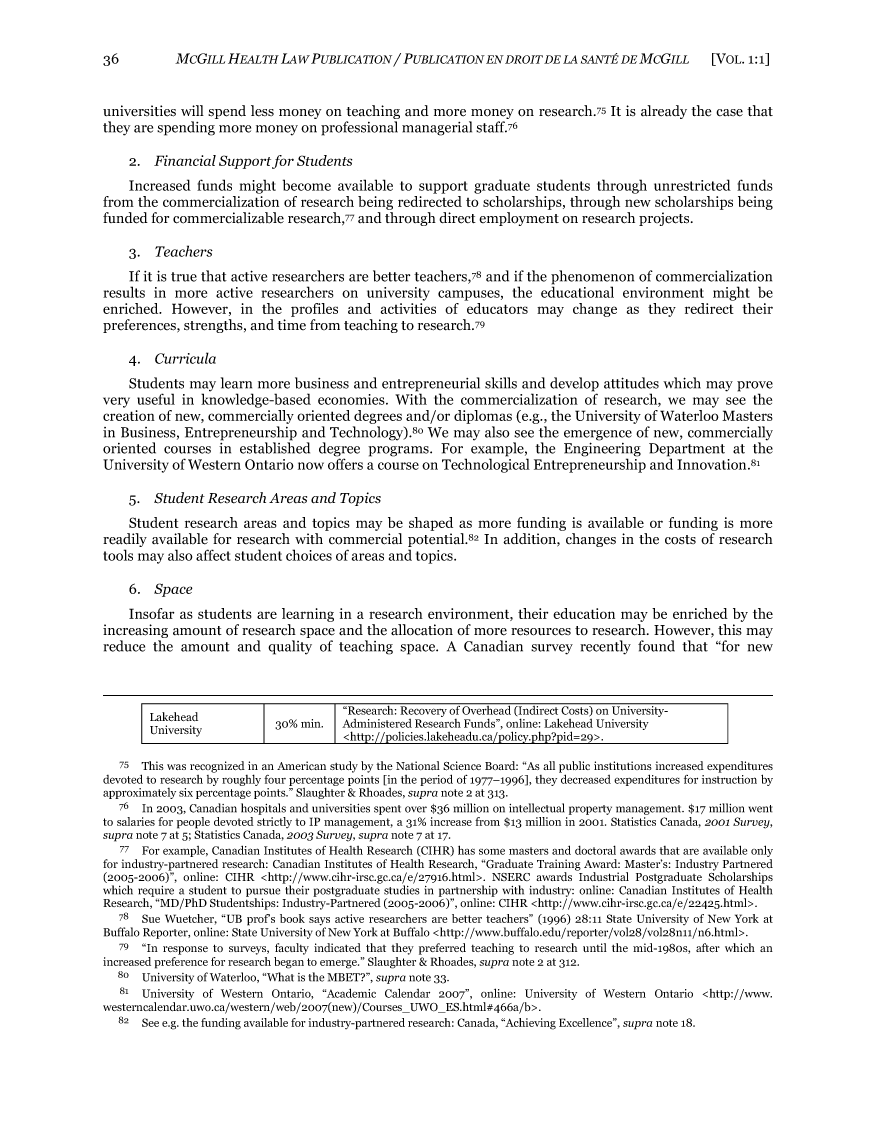 36 MCGILL HEALTH LAW PUBLICATION / PUBLICATION EN DROIT DE LA SANTÉ DE MCGILL [VOL. 1:1]
universities will spend less money on teaching and more money on research.75 It is already the case that
they are spending more money on professional managerial staff.76
2. Financial Support for Students
Increased funds might become available to support graduate students through unrestricted funds
from the commercialization of research being redirected to scholarships, through new scholarships being
funded for commercializable research,77 and through direct employment on research projects.
3. Teachers
If it is true that active researchers are better teachers,78 and if the phenomenon of commercialization
results in more active researchers on university campuses, the educational environment might be
enriched. However, in the profiles and activities of educators may change as they redirect their
preferences, strengths, and time from teaching to research.79
4. Curricula
Students may learn more business and entrepreneurial skills and develop attitudes which may prove
very useful in knowledge-based economies. With the commercialization of research, we may see the
creation of new, commercially oriented degrees and/or diplomas (e.g., the University of Waterloo Masters
in Business, Entrepreneurship and Technology).80 We may also see the emergence of new, commercially
oriented courses in established degree programs. For example, the Engineering Department at the
University of Western Ontario now offers a course on Technological Entrepreneurship and Innovation.81
5. Student Research Areas and Topics
Student research areas and topics may be shaped as more funding is available or funding is more
readily available for research with commercial potential.82 In addition, changes in the costs of research
tools may also affect student choices of areas and topics.
6. Space
Insofar as students are learning in a research environment, their education may be enriched by the
increasing amount of research space and the allocation of more resources to research. However, this may
reduce the amount and quality of teaching space. A Canadian survey recently found that “for new
Lakehead
University
30% min.
“Research: Recovery of Overhead (Indirect Costs) on University-
Administered Research Funds”, online: Lakehead University
<http://policies.lakeheadu.ca/policy.php?pid=29>.
75 This was recognized in an American study by the National Science Board: “As all public institutions increased expenditures
devoted to research by roughly four percentage points [in the period of 1977–1996], they decreased expenditures for instruction by
approximately six percentage points.” Slaughter & Rhoades, supra note 2 at 313.
76 In 2003, Canadian hospitals and universities spent over $36 million on intellectual property management. $17 million went
to salaries for people devoted strictly to IP management, a 31% increase from $13 million in 2001. Statistics Canada, 2001 Survey,
supra note 7 at 5; Statistics Canada, 2003 Survey, supra note 7 at 17.
77 For example, Canadian Institutes of Health Research (CIHR) has some masters and doctoral awards that are available only
for industry-partnered research: Canadian Institutes of Health Research, “Graduate Training Award: Master’s: Industry Partnered
(2005-2006)”, online: CIHR <http://www.cihr-irsc.gc.ca/e/27916.html>. NSERC awards Industrial Postgraduate Scholarships
which require a student to pursue their postgraduate studies in partnership with industry: online: Canadian Institutes of Health
Research, “MD/PhD Studentships: Industry-Partnered (2005-2006)”, online: CIHR <http://www.cihr-irsc.gc.ca/e/22425.html>.
78 Sue Wuetcher, “UB prof’s book says active researchers are better teachers” (1996) 28:11 State University of New York at
Buffalo Reporter, online: State University of New York at Buffalo <http://www.buffalo.edu/reporter/vol28/vol28n11/n6.html>.
79 “In response to surveys, faculty indicated that they preferred teaching to research until the mid-1980s, after which an
increased preference for research began to emerge.” Slaughter & Rhoades, supra note 2 at 312.
80 University of Waterloo, “What is the MBET?”, supra note 33.
81 University of Western Ontario, “Academic Calendar 2007”, online: University of Western Ontario <http://www.
westerncalendar.uwo.ca/western/web/2007(new)/Courses_UWO_ES.html#466a/b>.
82 See e.g. the funding available for industry-partnered research: Canada, “Achieving Excellence”, supra note 18.